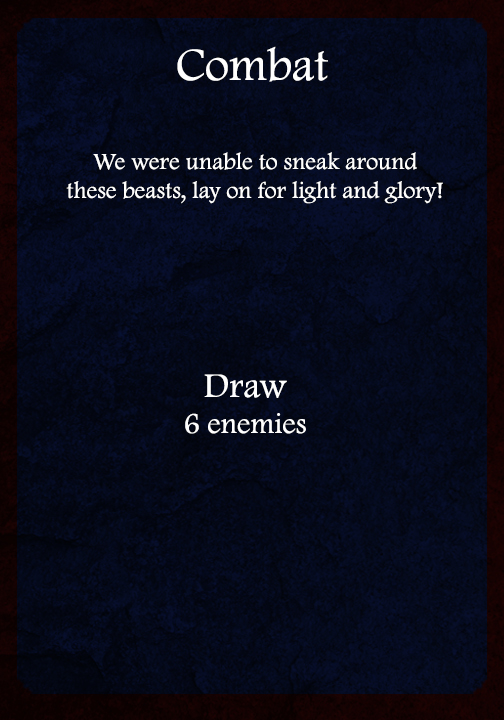 Combat
We were unable to sneak around
these beasts, lay on for light and glory!
Draw
6 enemies